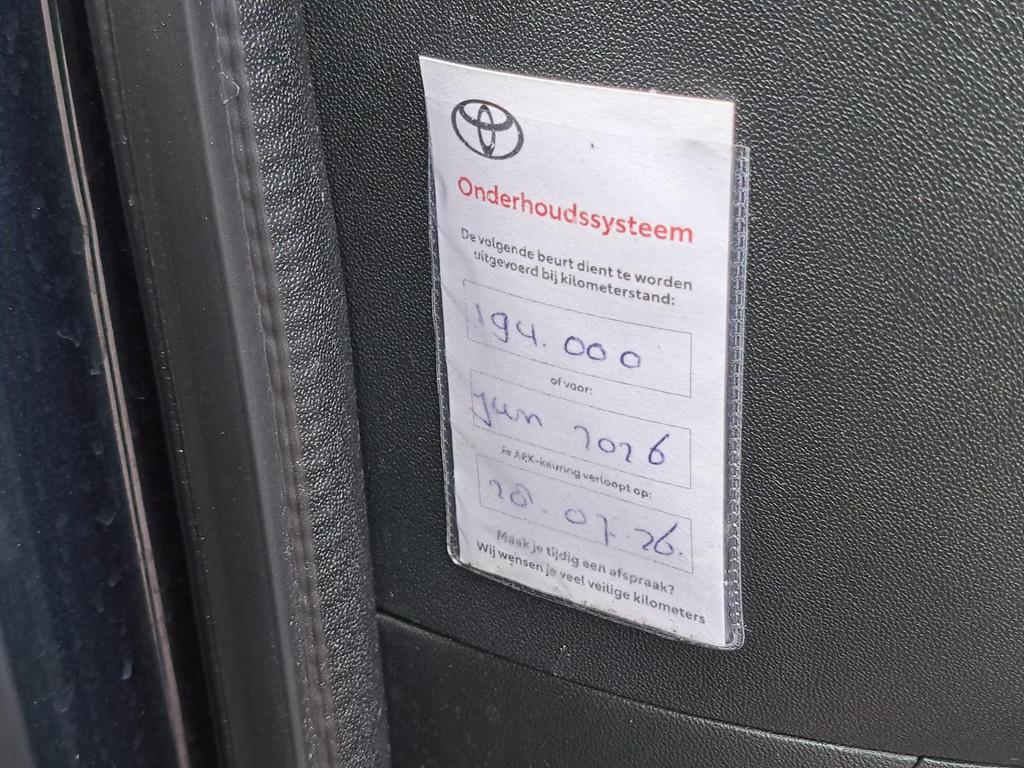 Onderhoudssysteem
De volgende beurt dient te worden
uitgevoerd bij kilometerstand:
194.000
of voor:
jun 2026
Je APK-keuring verloopt op:
20.07.26.
Maak je tijdig een afspraak?
Wij wensen je veel veilige kilometers